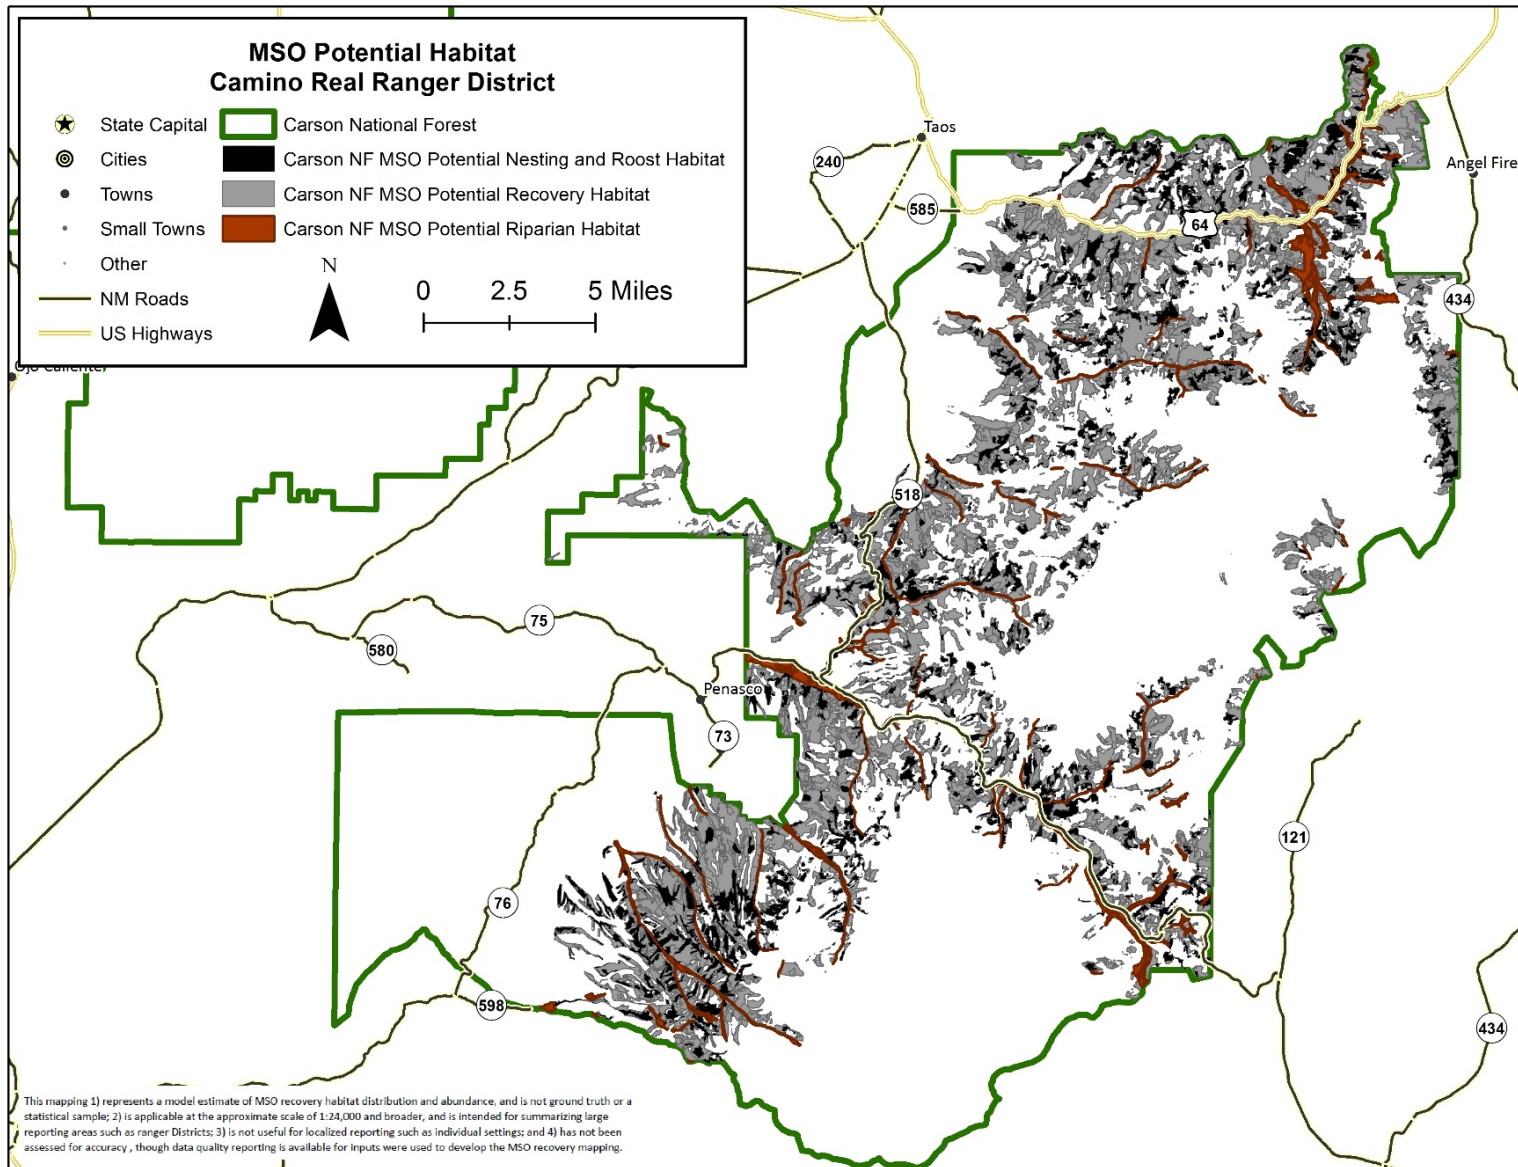 MSO Potential Habitat
Camino Real Ranger District
State Capital
Carson National Forest
Cities
Carson NF MSO Potential Nesting and Roost Habitat
Towns
Carson NF MSO Potential Recovery Habitat
Small Towns
Carson NF MSO Potential Riparian Habitat
Other
NM Roads
US Highways
N
0 2.5 5 Miles
Taos
240
585
64
Angel Fire
434
Ojo Caliente
518
75
580
Penasco
73
76
121
598
434
This mapping 1) represents a model estimate of MSO recovery habitat distribution and abundance, and is not ground truth or a
statistical sample; 2) is applicable at the approximate scale of 1:24,000 and broader, and is intended for summarizing large
reporting areas such as ranger Districts; 3) is not useful for localized reporting such as individual settings; and 4) has not been
assessed for accuracy , though data quality reporting is available for inputs were used to develop the MSO recovery mapping.